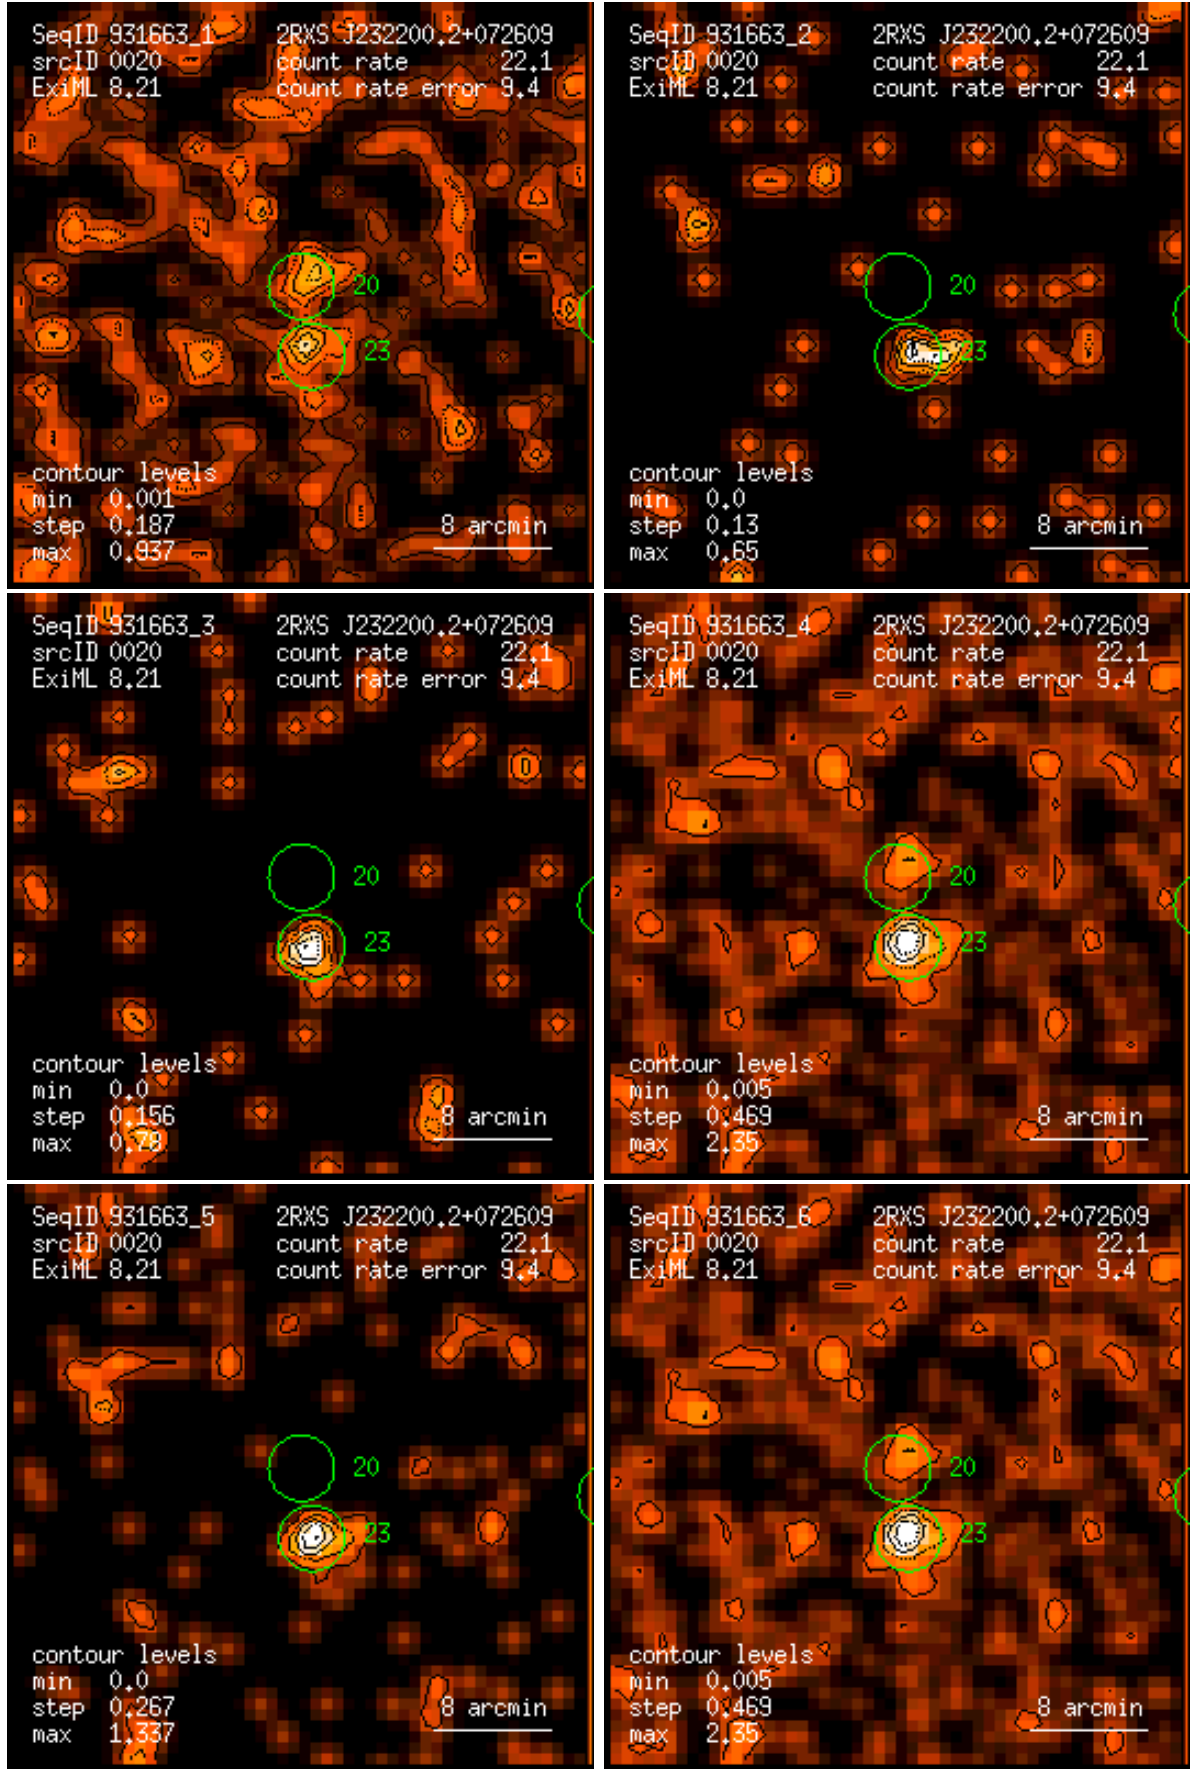 SeqID 931663_1 2RXS J232200.2+072609
srcID 0020 count rate 22.1
ExiML 8.21 count rate error 9.4
20
23
contour levels
min 0.001
step 0.187 8 arcmin
max 0.937
SeqID 931663_2 2RXS J232200.2+072609
srcID 0020 count rate 22.1
ExiML 8.21 count rate error 9.4
20
23
contour levels
min 0.0
step 0.13 8 arcmin
max 0.65
SeqID 931663_3 2RXS J232200.2+072609
srcID 0020 count rate 22.1
ExiML 8.21 count rate error 9.4
20
23
contour levels
min 0.0
step 0.156 8 arcmin
max 0.78
SeqID 931663_4 2RXS J232200.2+072609
srcID 0020 count rate 22.1
ExiML 8.21 count rate error 9.4
20
23
contour levels
min 0.005
step 0.469 8 arcmin
max 2.35
SeqID 931663_5 2RXS J232200.2+072609
srcID 0020 count rate 22.1
ExiML 8.21 count rate error 9.4
20
23
contour levels
min 0.0
step 0.267 8 arcmin
max 1.337
SeqID 931663_6 2RXS J232200.2+072609
srcID 0020 count rate 22.1
ExiML 8.21 count rate error 9.4
20
23
contour levels
min 0.005
step 0.469 8 arcmin
max 2.35